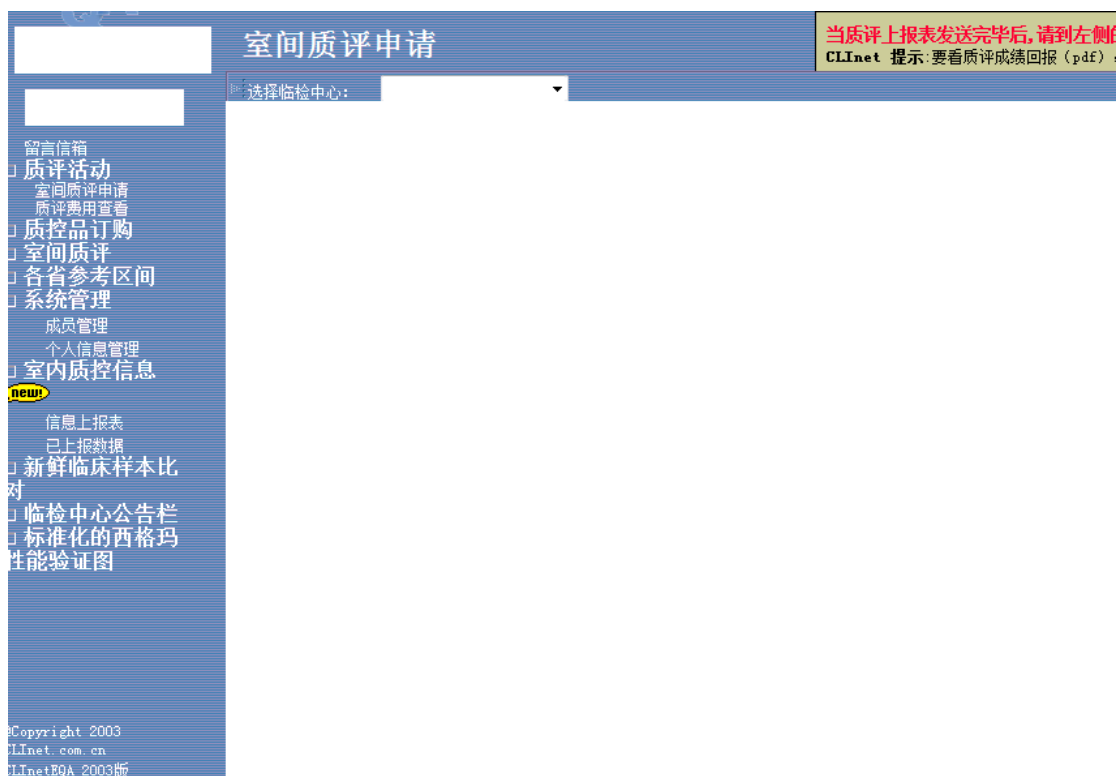 室间质评申请
当质评上报表发送完毕后,请到左侧
CLInet 提示:要看质评成绩回报（pdf）
选择临检中心:
留言信箱
质评活动
室间质评申请
质评费用查看
质控品订购
室间质评
各省参考区间
系统管理
成员管理
个人信息管理
室内质控信息
new!
信息上报表
已上报数据
新鲜临床样本比
对
临检中心公告栏
标准化的西格玛
性能验证图
@Copyright 2003
CLInet.com.cn
CLInetEQA 2003版